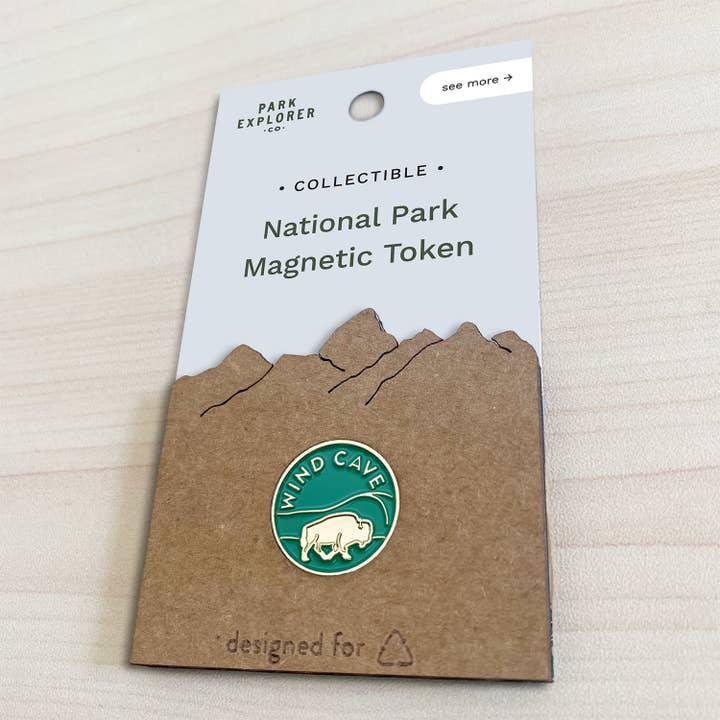 PARK
EXPLORER
·CO·
see more →
• COLLECTIBLE •
National Park
Magnetic Token
WIND CAVE
designed for